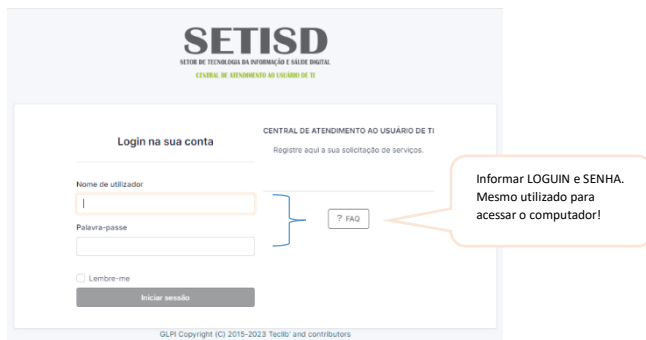 SETISD
SETOR DE TECNOLOGIA DA INFORMAÇÃO E SAÚDE DIGITAL
CENTRAL DE ATENDIMENTO AO USUÁRIO DE TI
Login na sua conta
Nome de utilizador
Palavra-passe
Lembre-me
Iniciar sessão
CENTRAL DE ATENDIMENTO AO USUÁRIO DE TI
Registre aqui a sua solicitação de serviços.
? FAQ
Informar LOGUIN e SENHA.
Mesmo utilizado para
acessar o computador!
GLPI Copyright (C) 2015-2023 Teclib' and contributors